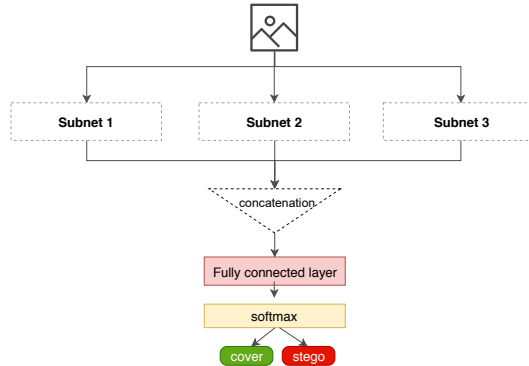 Subnet 1
Subnet 2
Subnet 3
concatenation
Fully connected layer
softmax
cover
stego